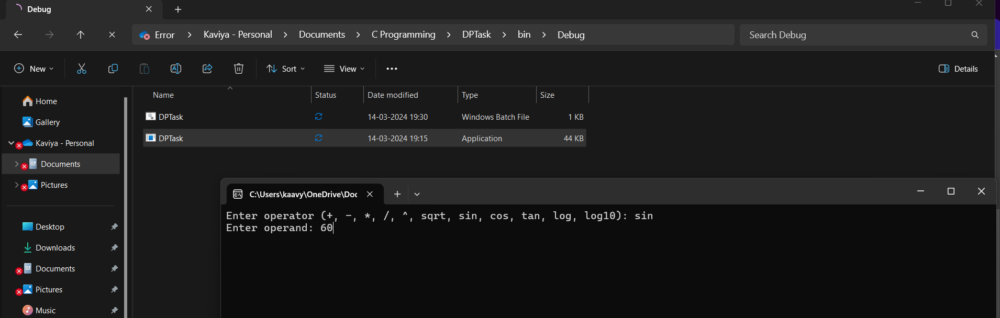 Debug
Error > Kaviya - Personal > Documents > C Programming > DPTask > bin > Debug
Search Debug
New
Sort
View
Details
Name
Status
Date modified
Type
Size
DPTask 14-03-2024 19:30 Windows Batch File 1 KB
DPTask 14-03-2024 19:15 Application 44 KB
Home
Gallery
Kaviya - Personal
Documents
Pictures
Desktop
Downloads
Documents
Pictures
Music
C:\Users\kaavy\OneDrive\Doc
Enter operator (+, -, *, /, ^, sqrt, sin, cos, tan, log, log10): sin
Enter operand: 60